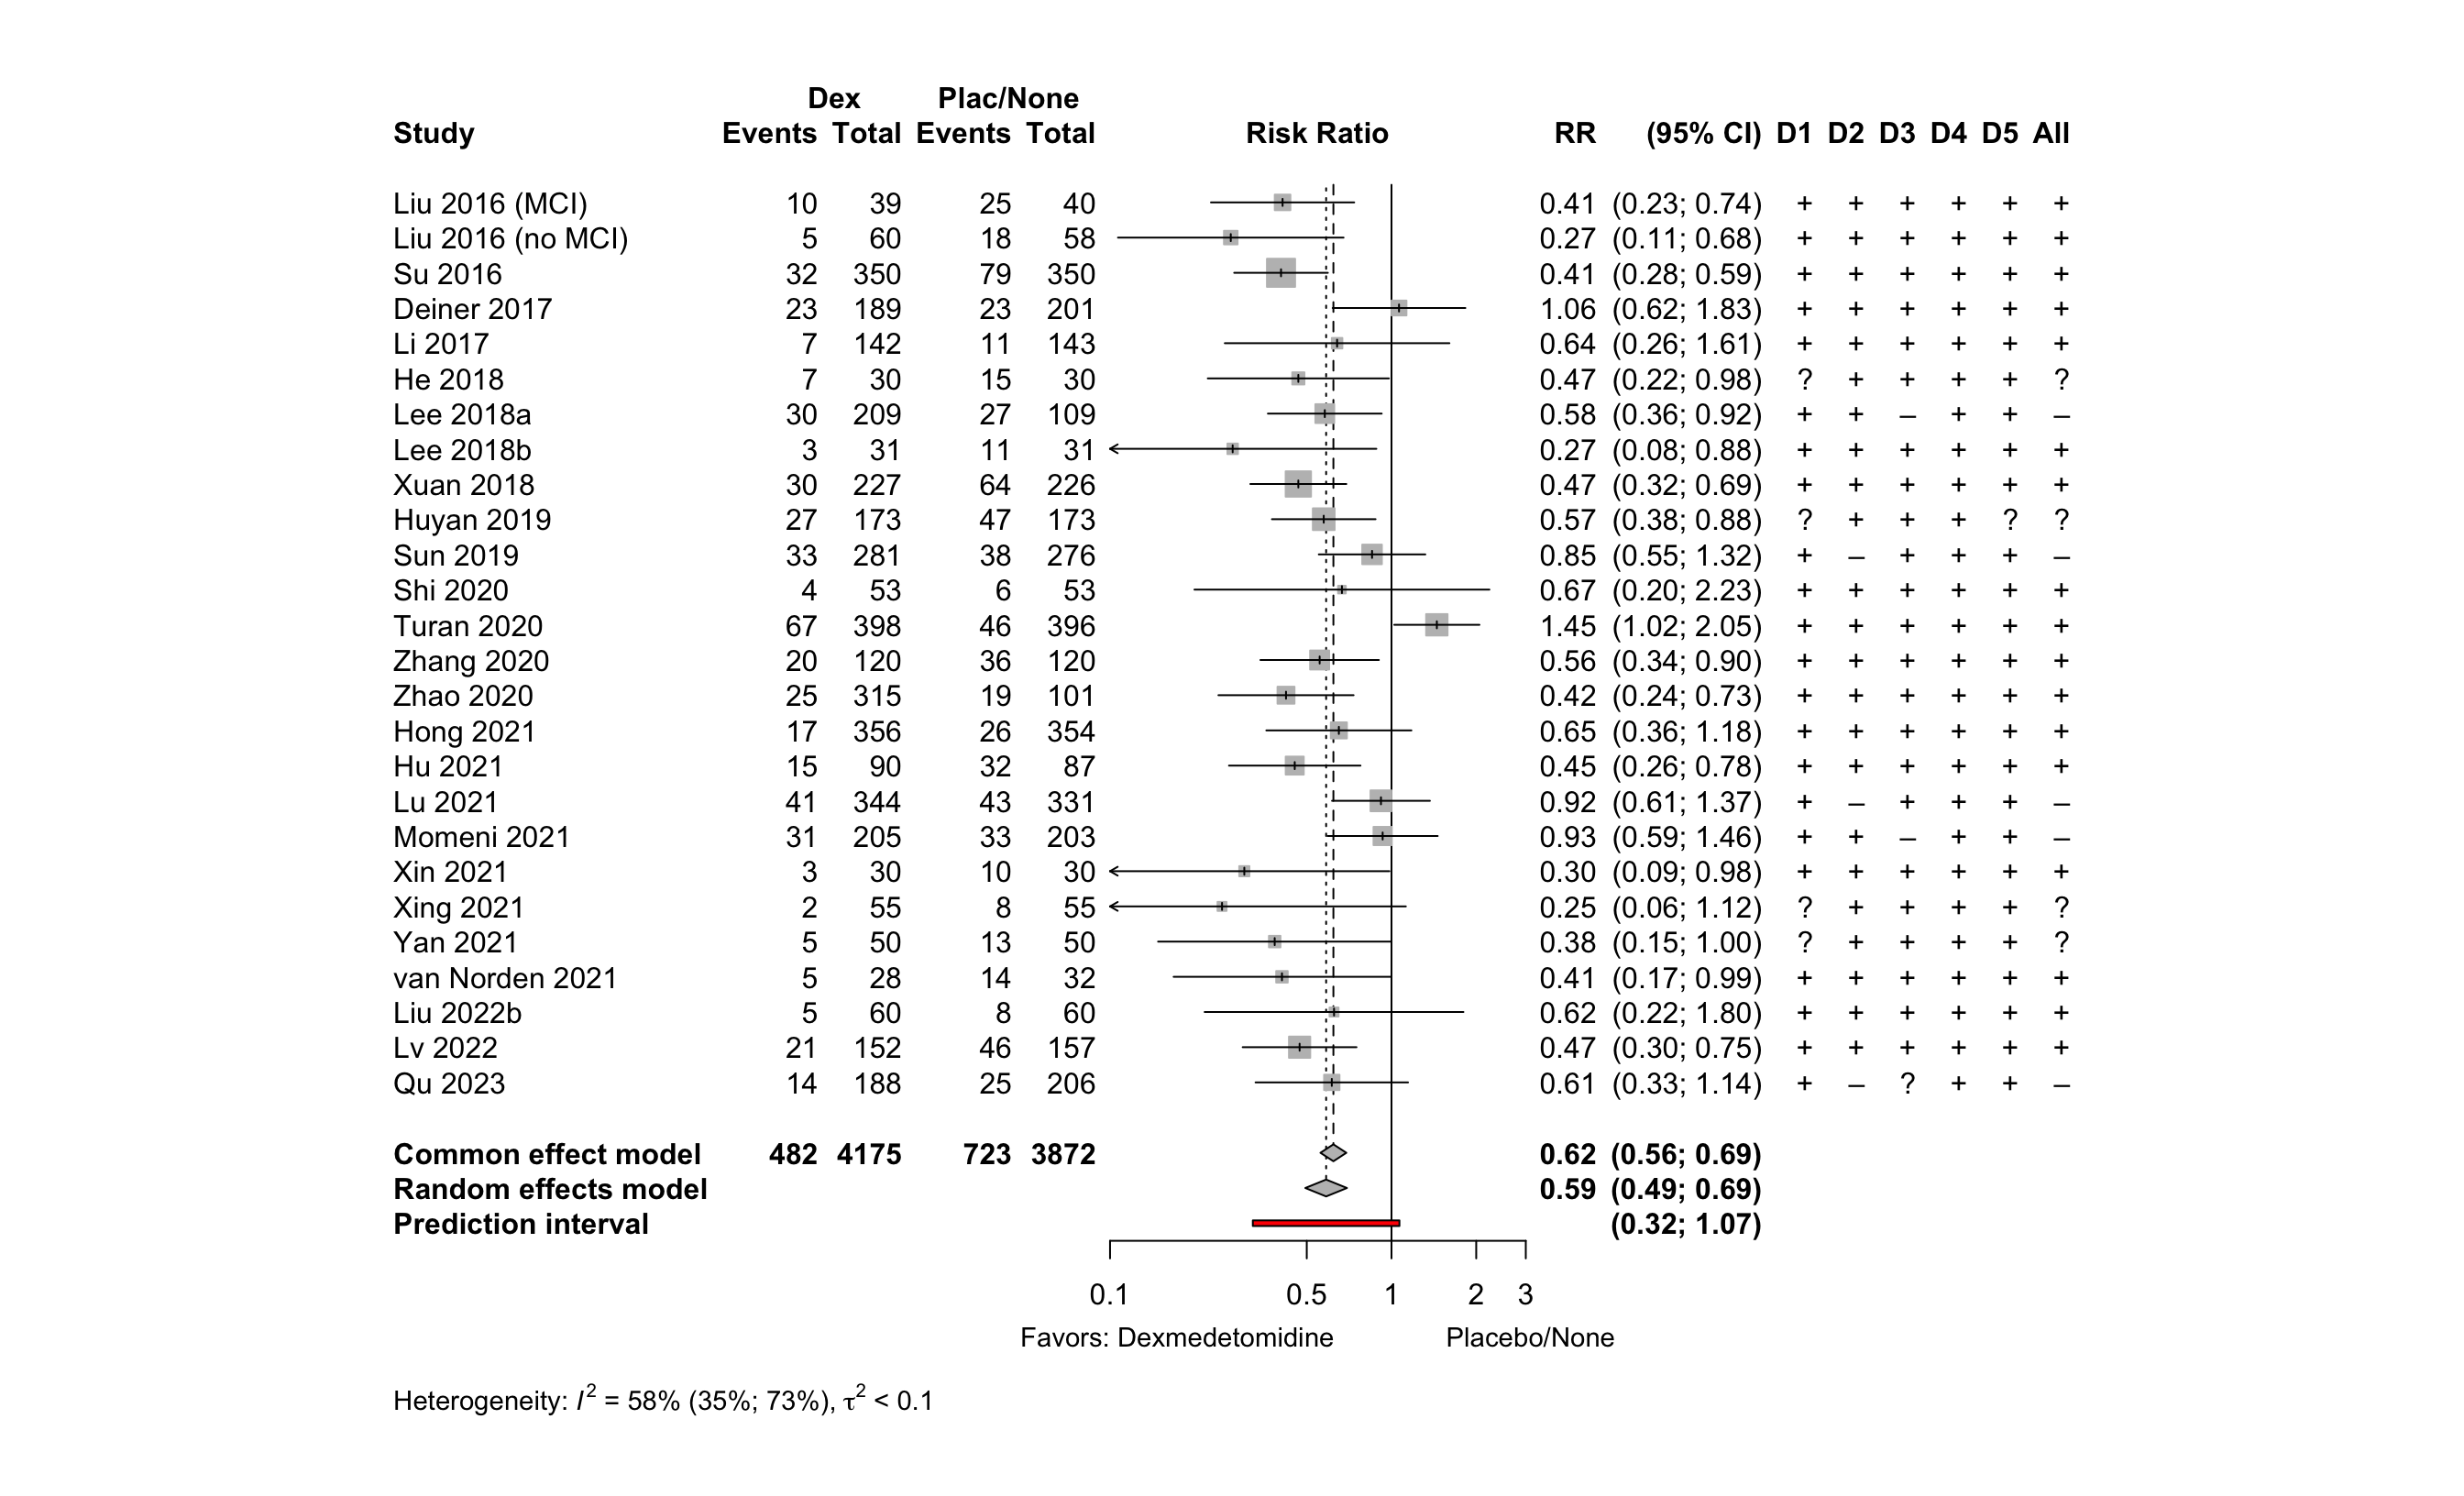 Dex Plac/None
Study Events Total Events Total Risk Ratio RR (95% CI) D1 D2 D3 D4 D5 All
Liu 2016 (MCI) 10 39 25 40 0.41 (0.23; 0.74) + + + + + +
Liu 2016 (no MCI) 5 60 18 58 0.27 (0.11; 0.68) + + + + + +
Su 2016 32 350 79 350 0.41 (0.28; 0.59) + + + + + +
Deiner 2017 23 189 23 201 1.06 (0.62; 1.83) + + + + + +
Li 2017 7 142 11 143 0.64 (0.26; 1.61) + + + + + +
He 2018 7 30 15 30 0.47 (0.22; 0.98) ? + + + + ?
Lee 2018a 30 209 27 109 0.58 (0.36; 0.92) + + – + + –
Lee 2018b 3 31 11 31 0.27 (0.08; 0.88) + + + + + +
Xuan 2018 30 227 64 226 0.47 (0.32; 0.69) + + + + + +
Huyan 2019 27 173 47 173 0.57 (0.38; 0.88) ? + + + ? ?
Sun 2019 33 281 38 276 0.85 (0.55; 1.32) + – + + + –
Shi 2020 4 53 6 53 0.67 (0.20; 2.23) + + + + + +
Turan 2020 67 398 46 396 1.45 (1.02; 2.05) + + + + + +
Zhang 2020 20 120 36 120 0.56 (0.34; 0.90) + + + + + +
Zhao 2020 25 315 19 101 0.42 (0.24; 0.73) + + + + + +
Hong 2021 17 356 26 354 0.65 (0.36; 1.18) + + + + + +
Hu 2021 15 90 32 87 0.45 (0.26; 0.78) + + + + + +
Lu 2021 41 344 43 331 0.92 (0.61; 1.37) + – + + + –
Momeni 2021 31 205 33 203 0.93 (0.59; 1.46) + + – + + –
Xin 2021 3 30 10 30 0.30 (0.09; 0.98) + + + + + +
Xing 2021 2 55 8 55 0.25 (0.06; 1.12) ? + + + + ?
Yan 2021 5 50 13 50 0.38 (0.15; 1.00) ? + + + + ?
van Norden 2021 5 28 14 32 0.41 (0.17; 0.99) + + + + + +
Liu 2022b 5 60 8 60 0.62 (0.22; 1.80) + + + + + +
Lv 2022 21 152 46 157 0.47 (0.30; 0.75) + + + + + +
Qu 2023 14 188 25 206 0.61 (0.33; 1.14) + – ? + + –
Common effect model 482 4175 723 3872 0.62 (0.56; 0.69)
Random effects model 0.59 (0.49; 0.69)
Prediction interval (0.32; 1.07)
0.1 0.5 1 2 3
Favors: Dexmedetomidine Placebo/None
Heterogeneity: I² = 58% (35%; 73%), τ² < 0.1